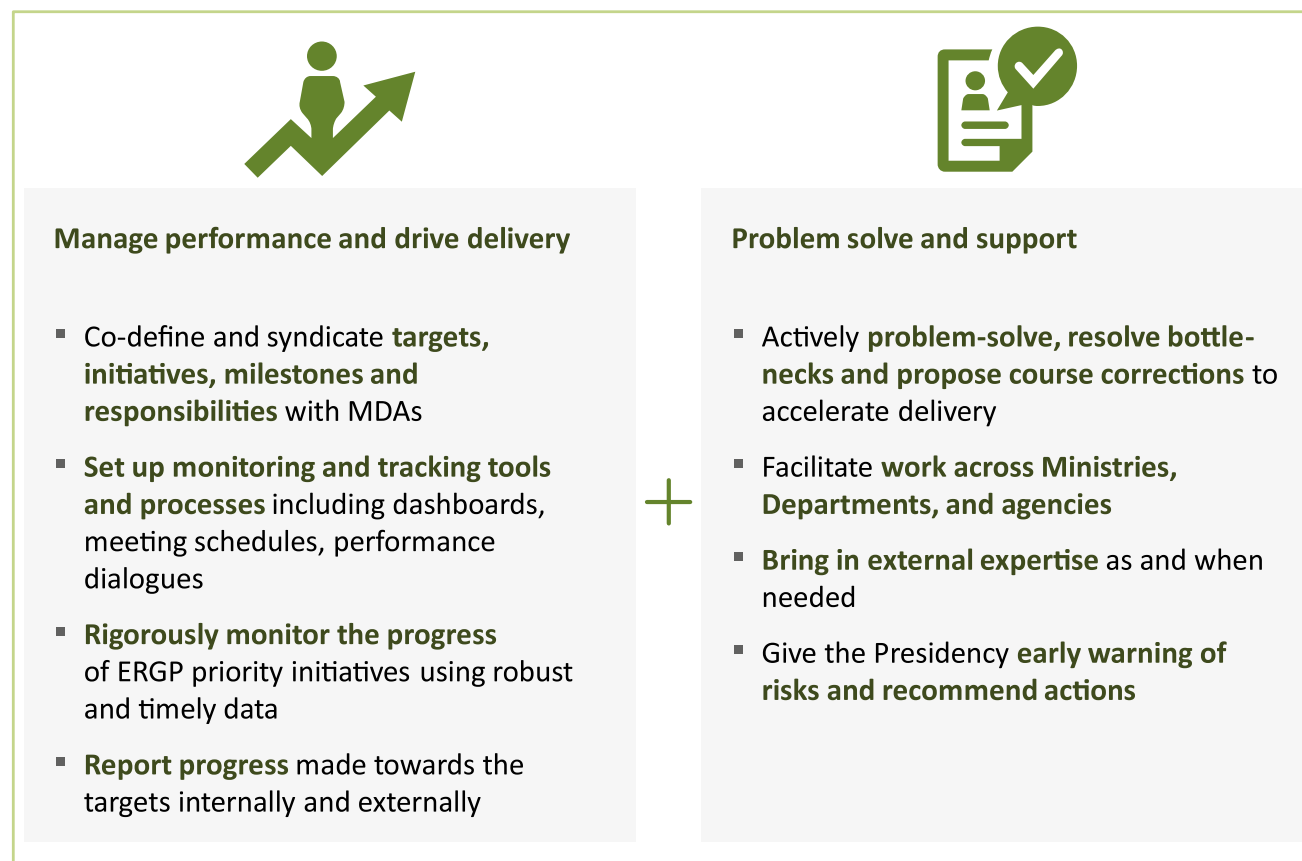 Manage performance and drive delivery
▪ Co-define and syndicate targets,
initiatives, milestones and
responsibilities with MDAs
▪ Set up monitoring and tracking tools
and processes including dashboards,
meeting schedules, performance
dialogues
▪ Rigorously monitor the progress
of ERGP priority initiatives using robust
and timely data
▪ Report progress made towards the
targets internally and externally
+
Problem solve and support
▪ Actively problem-solve, resolve bottle-
necks and propose course corrections to
accelerate delivery
▪ Facilitate work across Ministries,
Departments, and agencies
▪ Bring in external expertise as and when
needed
▪ Give the Presidency early warning of
risks and recommend actions